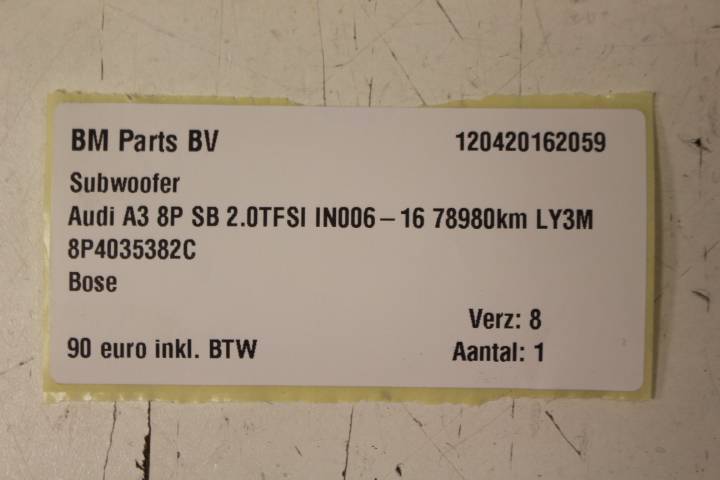 BM Parts BV 120420162059
Subwoofer
Audi A3 8P SB 2.0TFSI IN006-16 78980km LY3M
8P4035382C
Bose
Verz: 8
90 euro inkl. BTW Aantal: 1